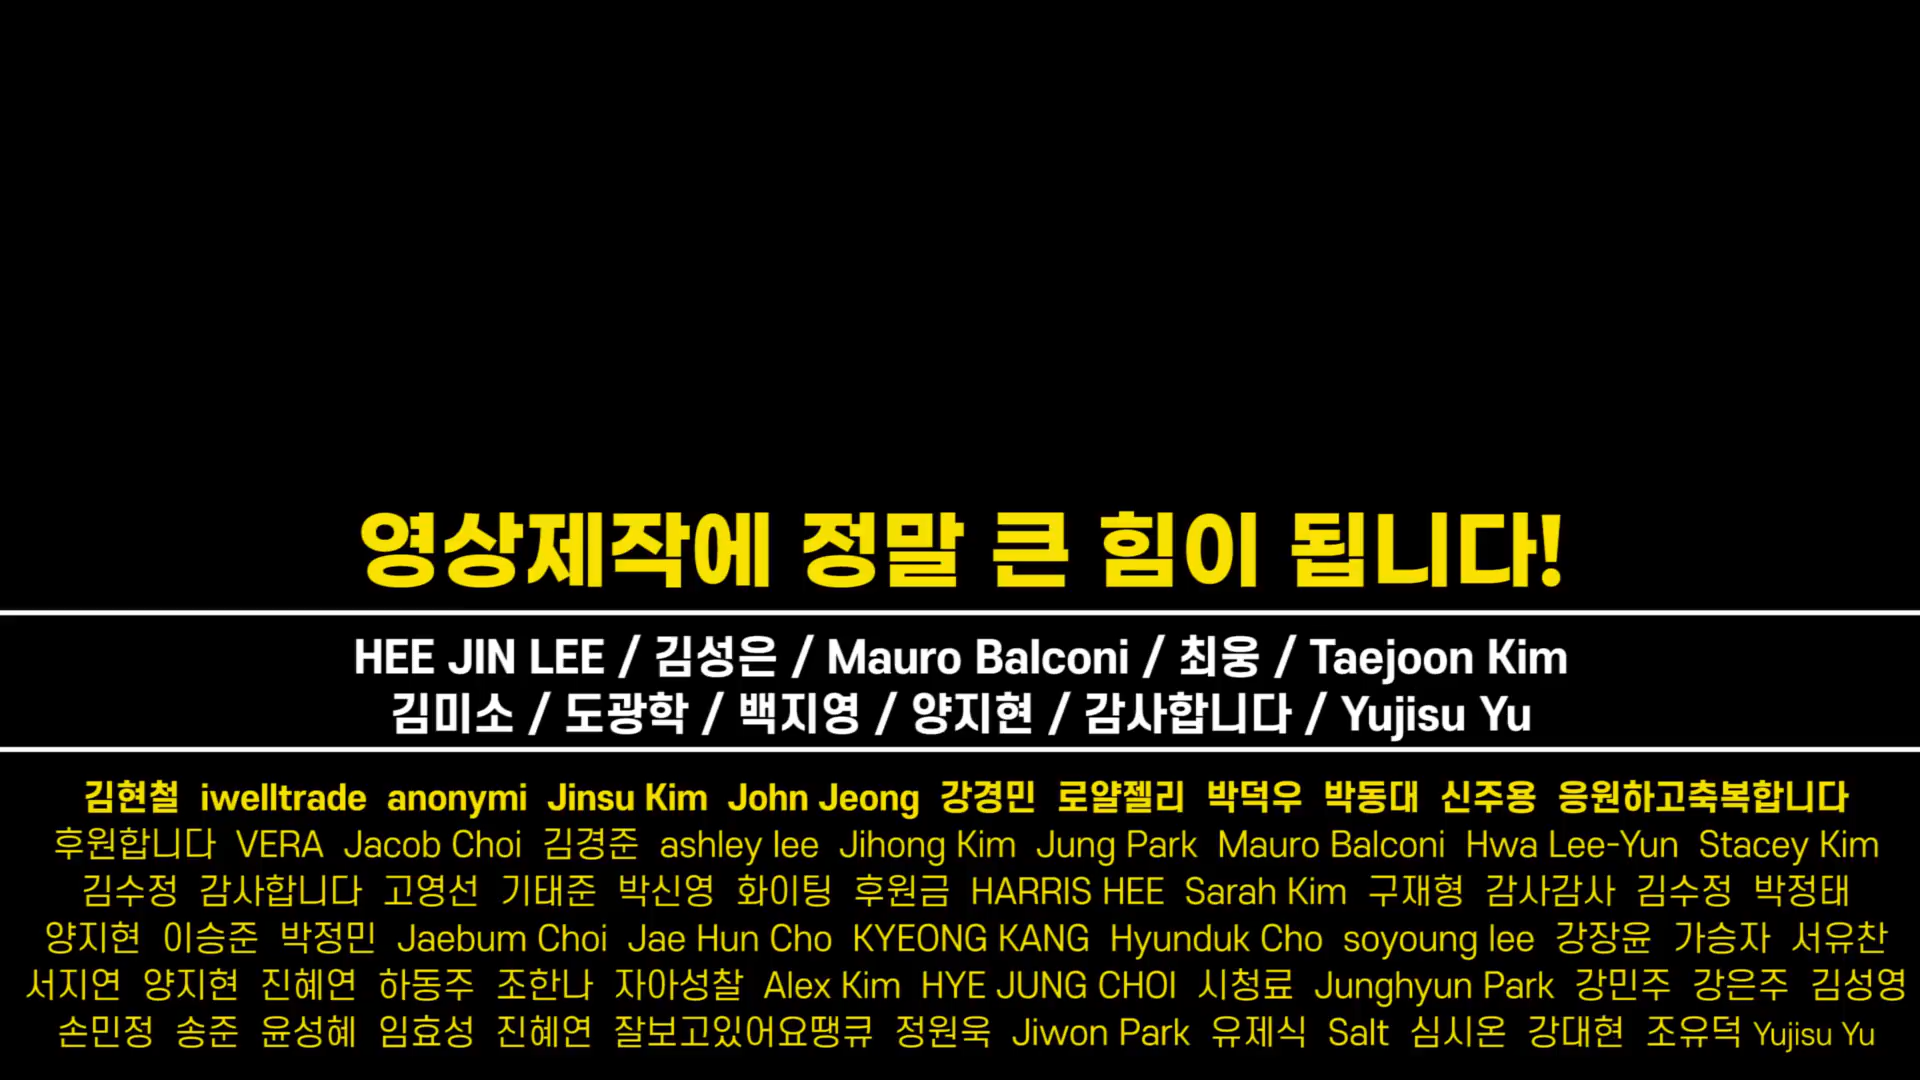 영상제작에 정말 큰 힘이 됩니다!
HEE JIN LEE / 김성은 / Mauro Balconi / 최웅 / Taejoon Kim
김미소 / 도광학 / 백지영 / 양지현 / 감사합니다 / Yujisu Yu
김현철 iwelltrade anonymi Jinsu Kim John Jeong 강경민 로얄젤리 박덕우 박동대 신주용 응원하고축복합니다
후원합니다 VERA Jacob Choi 김경준 ashley lee Jihong Kim Jung Park Mauro Balconi Hwa Lee-Yun Stacey Kim
김수정 감사합니다 고영선 기태준 박신영 화이팅 후원금 HARRIS HEE Sarah Kim 구재형 감사감사 김수정 박정태
양지현 이승준 박정민 Jaebum Choi Jae Hun Cho KYEONG KANG Hyunduk Cho soyoung lee 강장윤 가승자 서유찬
서지연 양지현 진혜연 하동주 조한나 자아성찰 Alex Kim HYE JUNG CHOI 시청료 Junghyun Park 강민주 강은주 김성영
손민정 송준 윤성혜 임효성 진혜연 잘보고있어요땡큐 정원욱 Jiwon Park 유제식 Salt 심시온 강대현 조유덕 Yujisu Yu